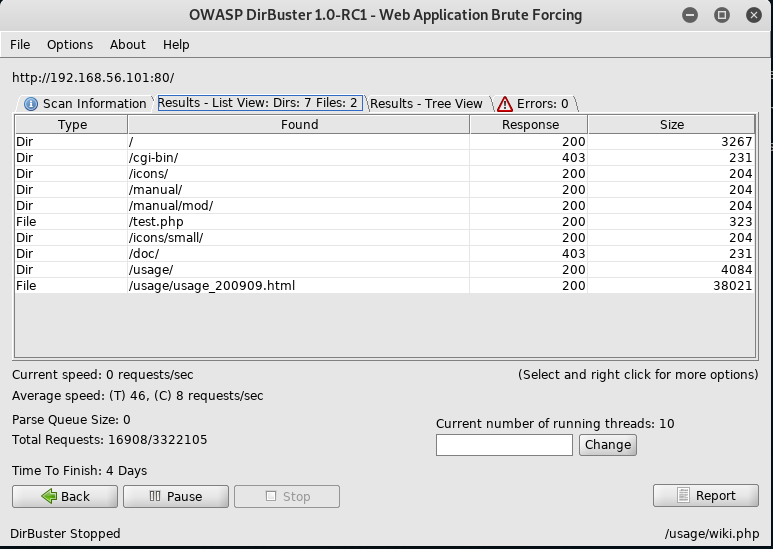 OWASP DirBuster 1.0-RC1 - Web Application Brute Forcing
File Options About Help
http://192.168.56.101:80/
Scan Information Results - List View: Dirs: 7 Files: 2 Results - Tree View Errors: 0
Type Found Response Size
Dir / 200 3267
Dir /cgi-bin/ 403 231
Dir /icons/ 200 204
Dir /manual/ 200 204
Dir /manual/mod/ 200 204
File /test.php 200 323
Dir /icons/small/ 200 204
Dir /doc/ 403 231
Dir /usage/ 200 4084
File /usage/usage_200909.html 200 38021
Current speed: 0 requests/sec (Select and right click for more options)
Average speed: (T) 46, (C) 8 requests/sec
Parse Queue Size: 0
Total Requests: 16908/3322105
Current number of running threads: 10
Change
Time To Finish: 4 Days
Back Pause Stop Report
DirBuster Stopped /usage/wiki.php